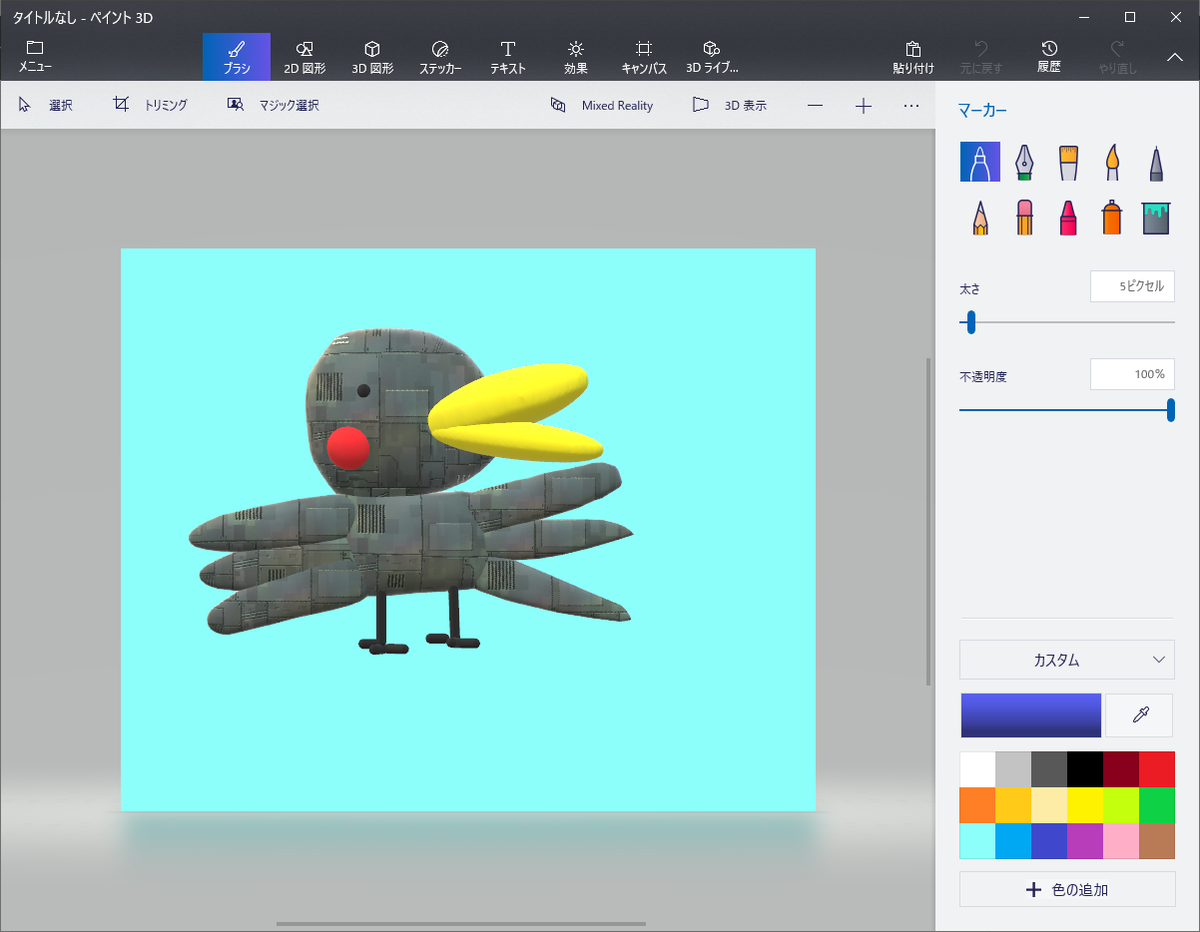 タイトルなし - ペイント 3D
メニュー
ブラシ
2D 図形
3D 図形
ステッカー
テキスト
効果
キャンバス
3D ライブ...
貼り付け
元に戻す
履歴
やり直し
選択
トリミング
マジック選択
Mixed Reality
3D 表示
マーカー
太さ
5ピクセル
不透明度
100%
カスタム
色の追加